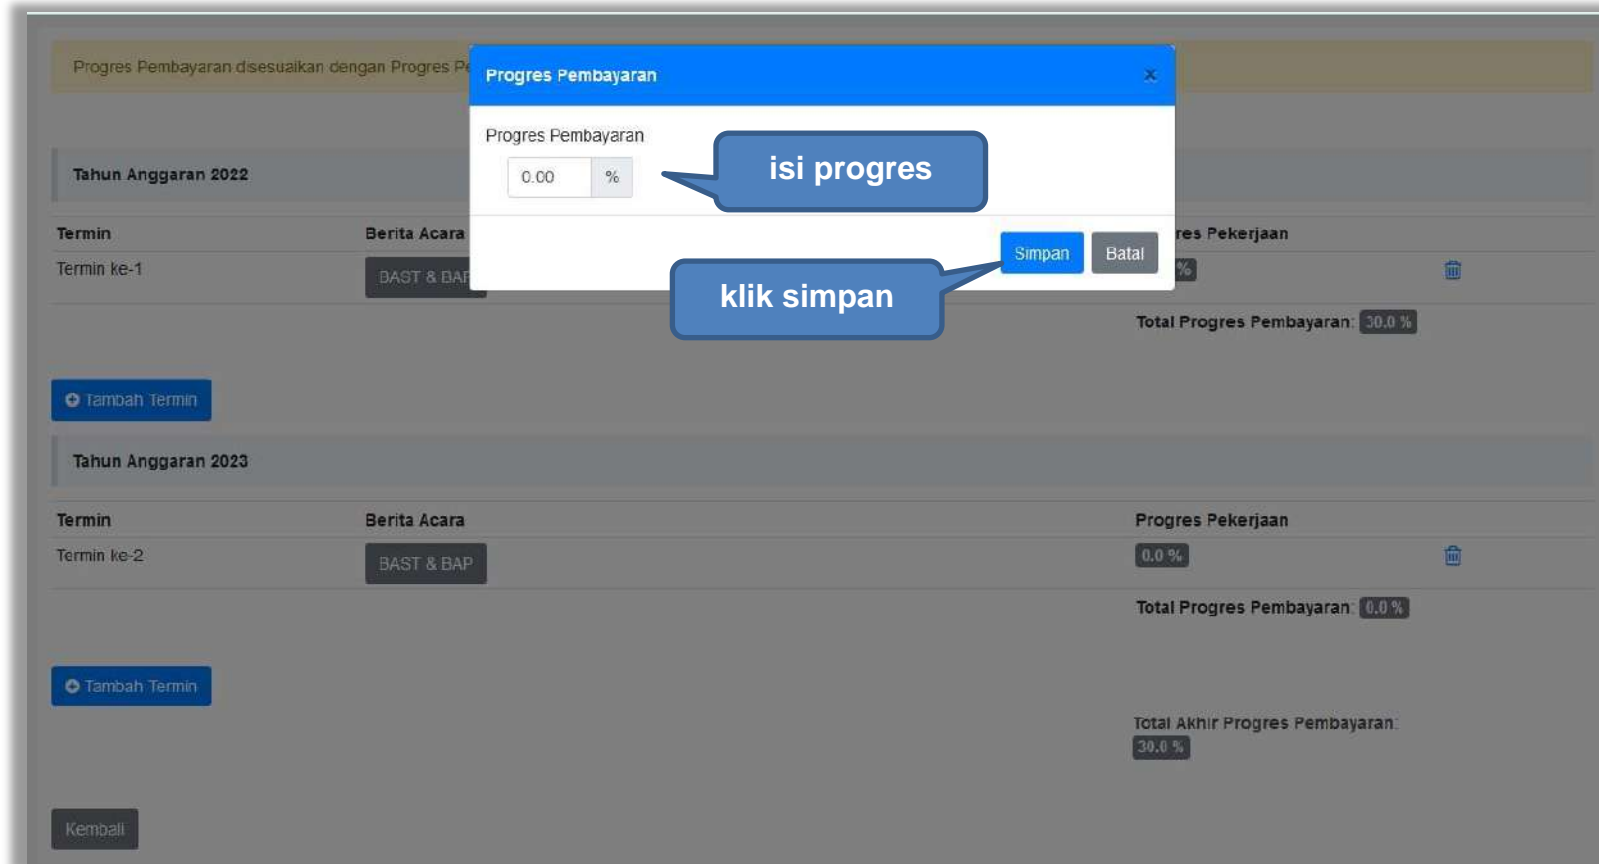 Progres Pembayaran disesuaikan dengan Progres
Progres Pembayaran ×
Progres Pembayaran
0.00 %
isi progres
Simpan Batal
klik simpan
Tahun Anggaran 2022
Termin Berita Acara Pekerjaan
Termin ke-1 BAST & %
Total Progres Pembayaran: 30.0 %
Tambah Termin
Tahun Anggaran 2023
Termin Berita Acara Progres Pekerjaan
Termin ke-2 BAST & BAP 0.0 %
Total Progres Pembayaran: 0.0 %
Tambah Termin
Total Akhir Progres Pembayaran:
30.0 %
Kembali